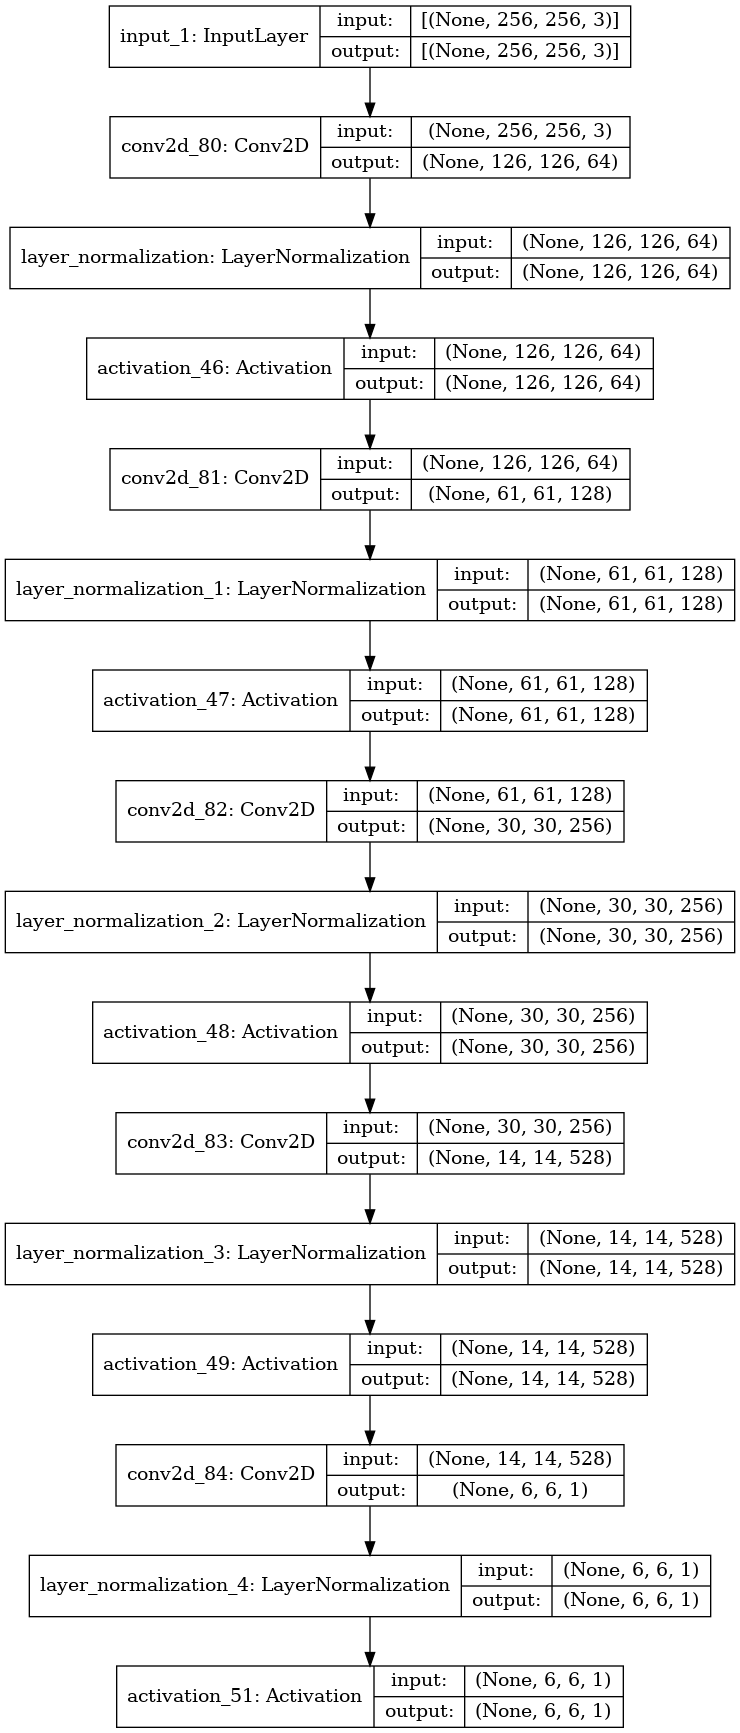 input_1: InputLayer
input: [(None, 256, 256, 3)]
output: [(None, 256, 256, 3)]
conv2d_80: Conv2D
input: (None, 256, 256, 3)
output: (None, 126, 126, 64)
layer_normalization: LayerNormalization
input: (None, 126, 126, 64)
output: (None, 126, 126, 64)
activation_46: Activation
input: (None, 126, 126, 64)
output: (None, 126, 126, 64)
conv2d_81: Conv2D
input: (None, 126, 126, 64)
output: (None, 61, 61, 128)
layer_normalization_1: LayerNormalization
input: (None, 61, 61, 128)
output: (None, 61, 61, 128)
activation_47: Activation
input: (None, 61, 61, 128)
output: (None, 61, 61, 128)
conv2d_82: Conv2D
input: (None, 61, 61, 128)
output: (None, 30, 30, 256)
layer_normalization_2: LayerNormalization
input: (None, 30, 30, 256)
output: (None, 30, 30, 256)
activation_48: Activation
input: (None, 30, 30, 256)
output: (None, 30, 30, 256)
conv2d_83: Conv2D
input: (None, 30, 30, 256)
output: (None, 14, 14, 528)
layer_normalization_3: LayerNormalization
input: (None, 14, 14, 528)
output: (None, 14, 14, 528)
activation_49: Activation
input: (None, 14, 14, 528)
output: (None, 14, 14, 528)
conv2d_84: Conv2D
input: (None, 14, 14, 528)
output: (None, 6, 6, 1)
layer_normalization_4: LayerNormalization
input: (None, 6, 6, 1)
output: (None, 6, 6, 1)
activation_51: Activation
input: (None, 6, 6, 1)
output: (None, 6, 6, 1)